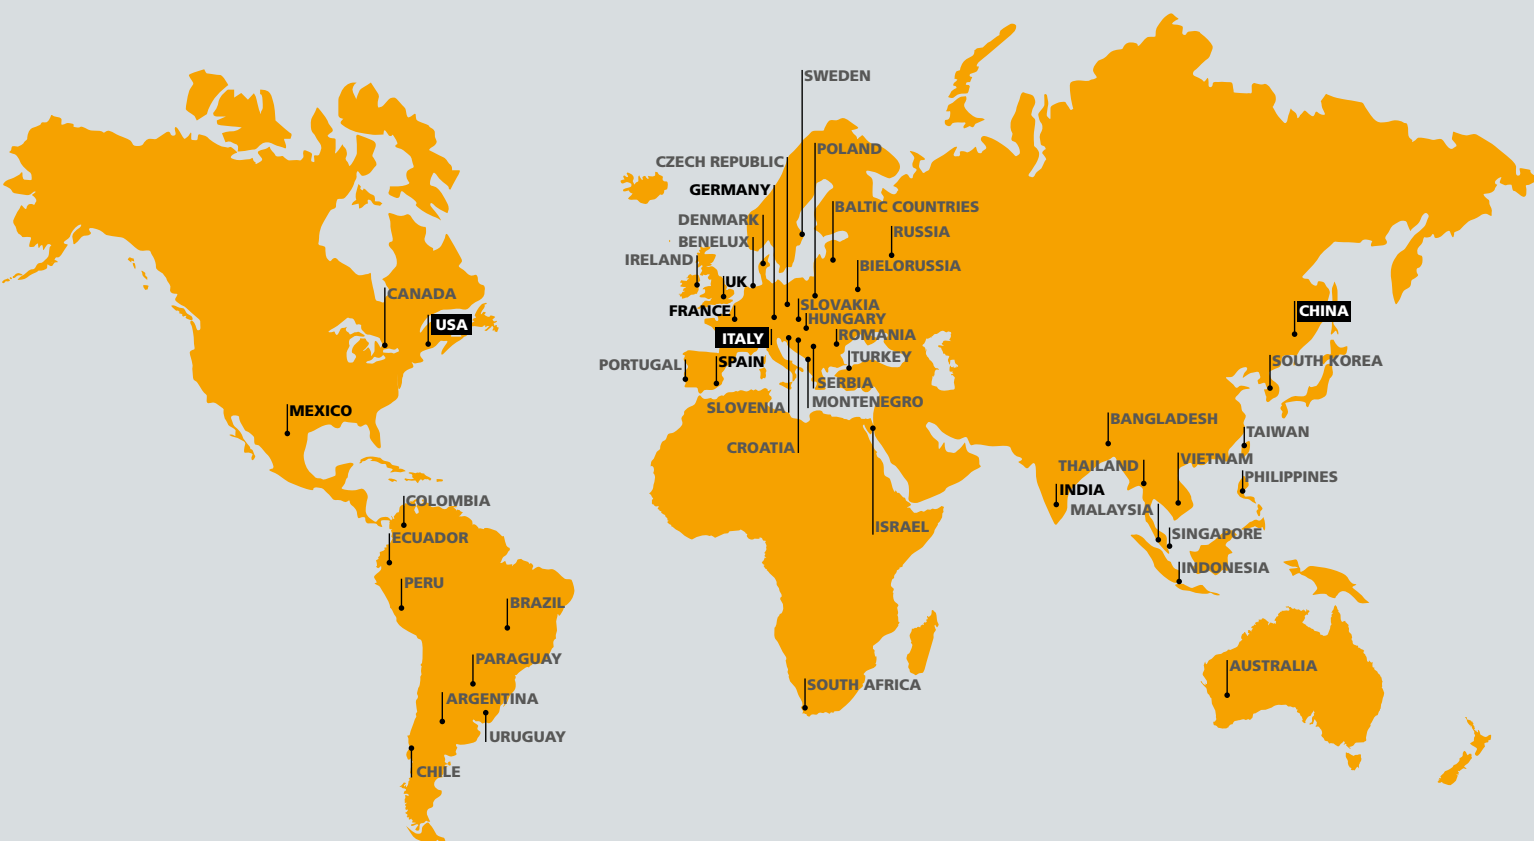 SWEDEN
POLAND
CZECH REPUBLIC
GERMANY
BALTIC COUNTRIES
DENMARK
RUSSIA
BENELUX
IRELAND
BIELORUSSIA
UK
CANADA
SLOVAKIA
FRANCE
CHINA
HUNGARY
USA
ROMANIA
ITALY
TURKEY
SOUTH KOREA
PORTUGAL
SPAIN
SERBIA
MONTENEGRO
SLOVENIA
MEXICO
BANGLADESH
TAIWAN
CROATIA
VIETNAM
THAILAND
PHILIPPINES
INDIA
COLOMBIA
MALAYSIA
ISRAEL
SINGAPORE
ECUADOR
INDONESIA
PERU
BRAZIL
PARAGUAY
AUSTRALIA
SOUTH AFRICA
ARGENTINA
URUGUAY
CHILE